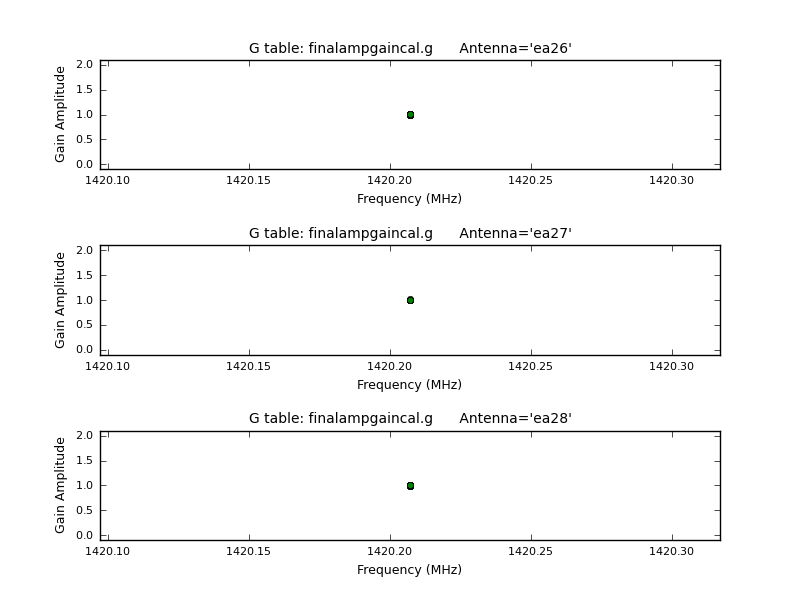 G table: finalampgaincal.g Antenna='ea26'
2.0
1.5
1.0
0.5
0.0
Gain Amplitude
1420.10 1420.15 1420.20 1420.25 1420.30
Frequency (MHz)
G table: finalampgaincal.g Antenna='ea27'
2.0
1.5
1.0
0.5
0.0
Gain Amplitude
1420.10 1420.15 1420.20 1420.25 1420.30
Frequency (MHz)
G table: finalampgaincal.g Antenna='ea28'
2.0
1.5
1.0
0.5
0.0
Gain Amplitude
1420.10 1420.15 1420.20 1420.25 1420.30
Frequency (MHz)